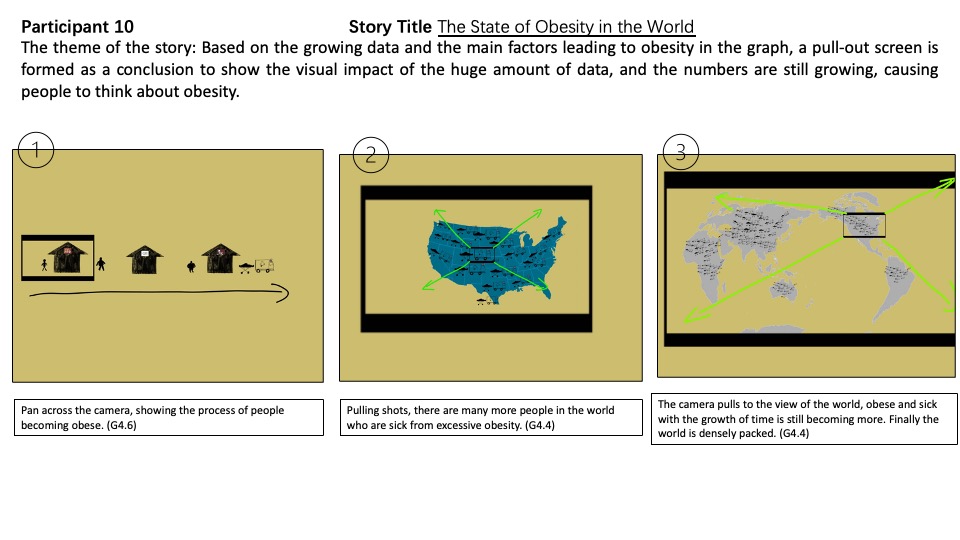 Participant 10 Story Title The State of Obesity in the World
The theme of the story: Based on the growing data and the main factors leading to obesity in the graph, a pull-out screen is
formed as a conclusion to show the visual impact of the huge amount of data, and the numbers are still growing, causing
people to think about obesity.
1
2
3
Pan across the camera, showing the process of people
becoming obese. (G4.6)
Pulling shots, there are many more people in the world
who are sick from excessive obesity. (G4.4)
The camera pulls to the view of the world, obese and sick
with the growth of time is still becoming more. Finally the
world is densely packed. (G4.4)